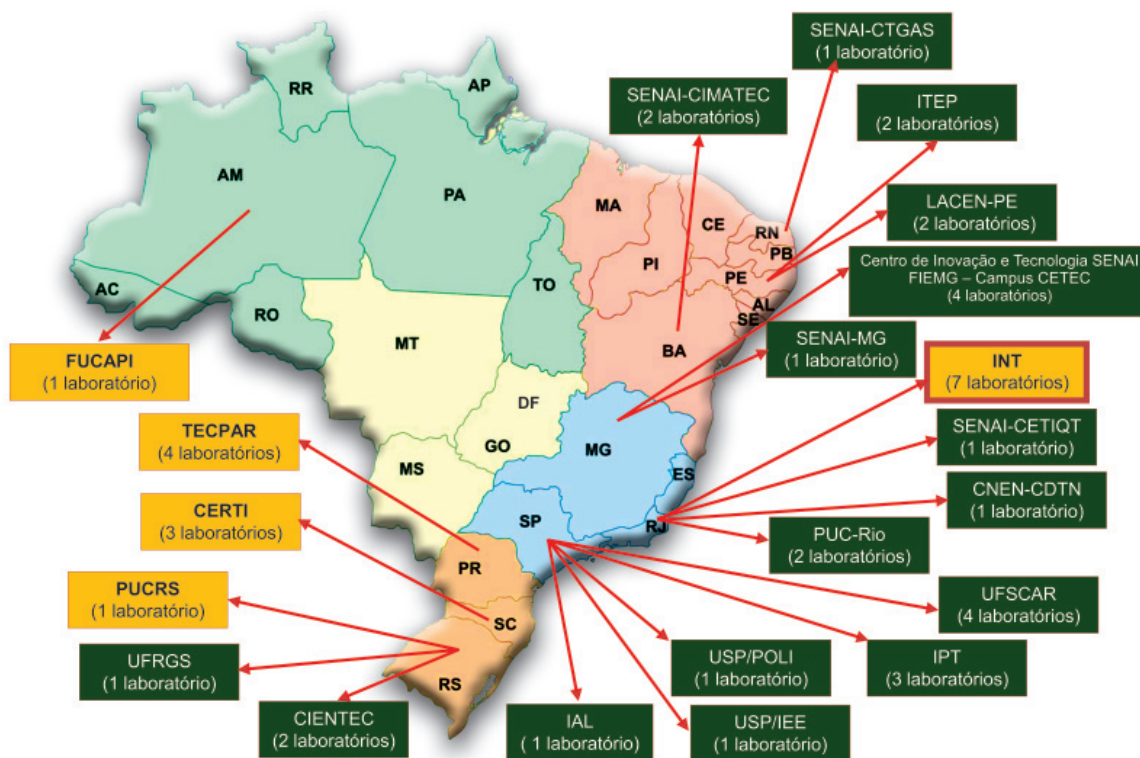 SENAI-CTGAS
(1 laboratório)
SENAI-CIMATEC
(2 laboratórios)
ITEP
(2 laboratórios)
LACEN-PE
(2 laboratórios)
Centro de Inovação e Tecnologia SENAI
FIEMG – Campus CETEC
(4 laboratórios)
SENAI-MG
(1 laboratório)
INT
(7 laboratórios)
SENAI-CETIQT
(1 laboratório)
CNEN-CDTN
(1 laboratório)
PUC-Rio
(2 laboratórios)
UFSCAR
(4 laboratórios)
IPT
(3 laboratórios)
USP/POLI
(1 laboratório)
USP/IEE
(1 laboratório)
IAL
( 1 laboratório)
CIENTEC
(2 laboratórios)
UFRGS
(1 laboratório)
PUCRS
(1 laboratório)
CERTI
(3 laboratórios)
TECPAR
(4 laboratórios)
FUCAPI
(1 laboratório)
RR
AP
AM
PA
MA
CE
RN
PB
PI
PE
AL
SE
AC
RO
TO
MT
BA
DF
GO
MG
ES
MS
SP
RJ
PR
SC
RS